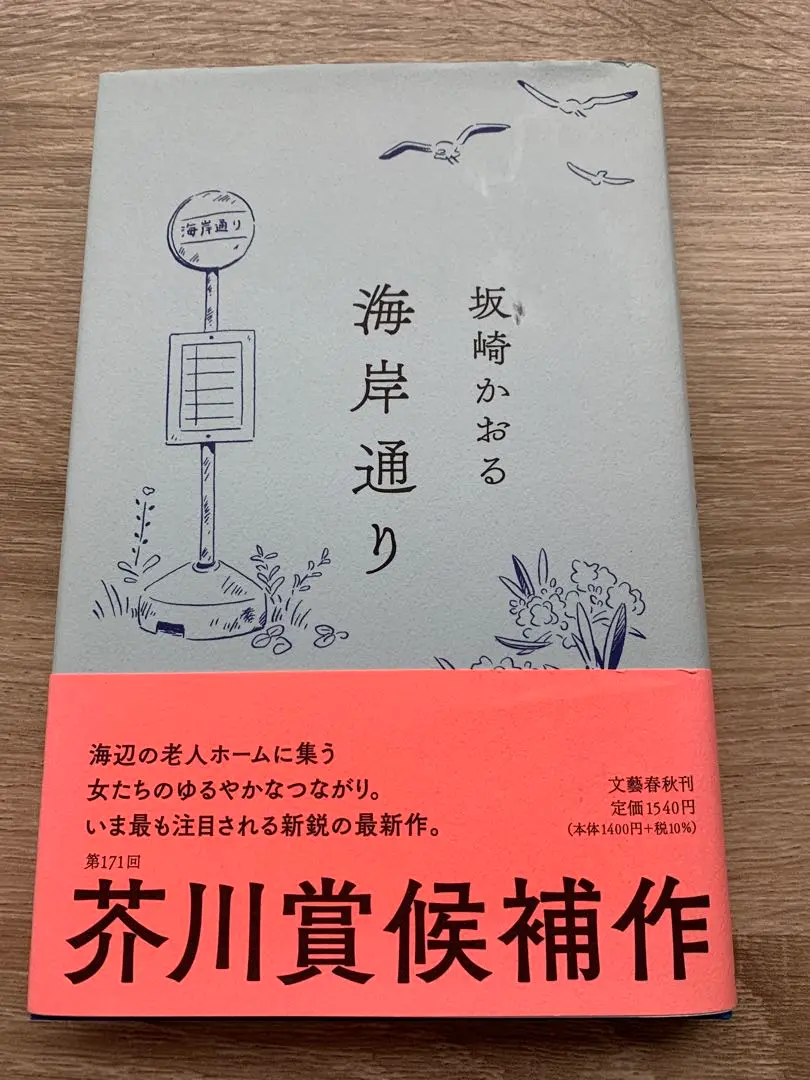 海岸通り
坂崎かおる
海岸通り
海辺の老人ホームに集う
女たちのゆるやかなつながり。
いま最も注目される新鋭の最新作。
文藝春秋刊
定価1540円
(本体1400円+税10%)
第171回
芥川賞候補作